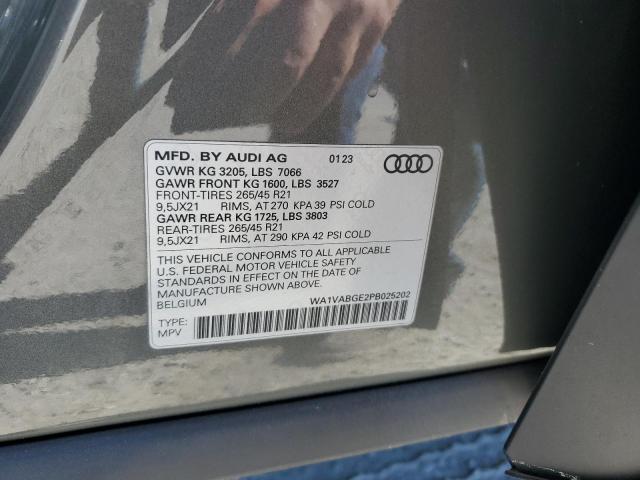 MFD. BY AUDI AG 01 23
GVWR KG 3205, LBS 7066
GAWR FRONT KG 1600, LBS 3527
FRONT-TIRES 265/45 R21
9,5JX21 RIMS, AT 270 KPA 39 PSI COLD
GAWR REAR KG 1725, LBS 3803
REAR-TIRES 265/45 R21
9,5JX21 RIMS, AT 290 KPA 42 PSI COLD
THIS VEHICLE CONFORMS TO ALL APPLICABLE
U.S. FEDERAL MOTOR VEHICLE SAFETY
STANDARDS IN EFFECT ON THE DATE OF
MANUFACTURE SHOWN ABOVE.
BELGIUM WA1VABGE2PB025202
TYPE:
MPV